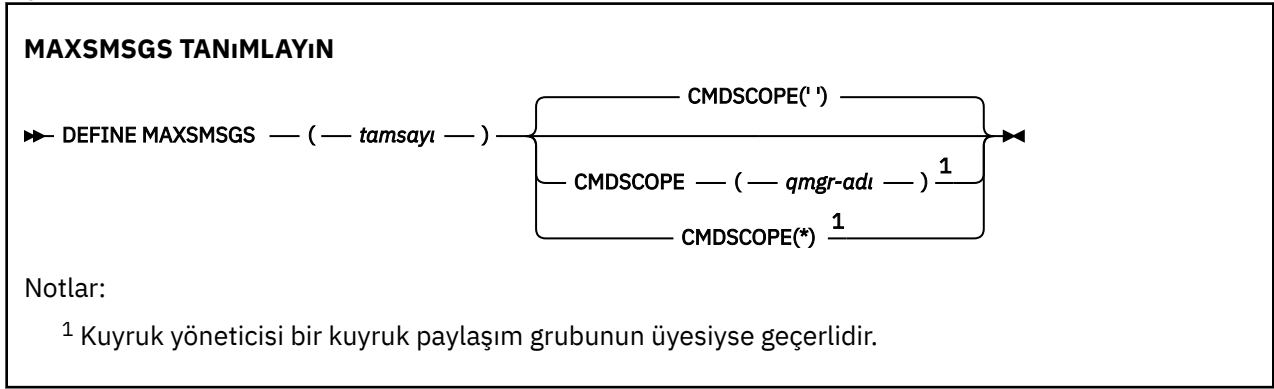 MAXSMSGS TANıMLAYıN
CMDSCOPE(' ')
DEFINE MAXSMSGS ( tamsayı )
CMDSCOPE ( qmgr-adı ) 1
CMDSCOPE(*) 1
Notlar:
1 Kuyruk yöneticisi bir kuyruk paylaşım grubunun üyesiyse geçerlidir.